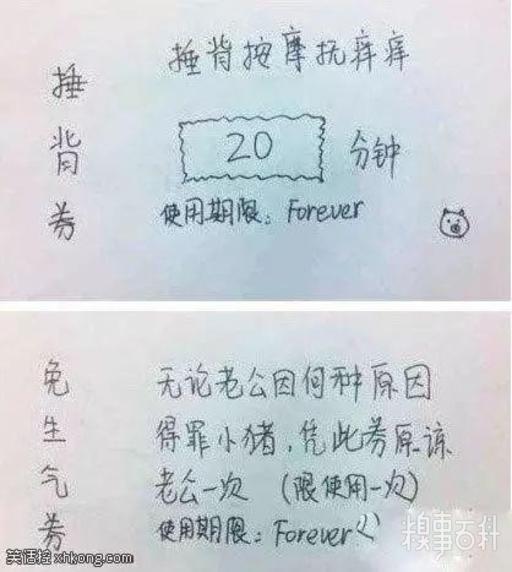 捶背券
捶背按摩抚痒痒
20 分钟
使用期限：Forever
免生气券
无论老公因何种原因
得罪小猪，凭此券原谅
老公一次（限使用一次）
使用期限：Forever
笑话控 xhkong.com
糗事百科